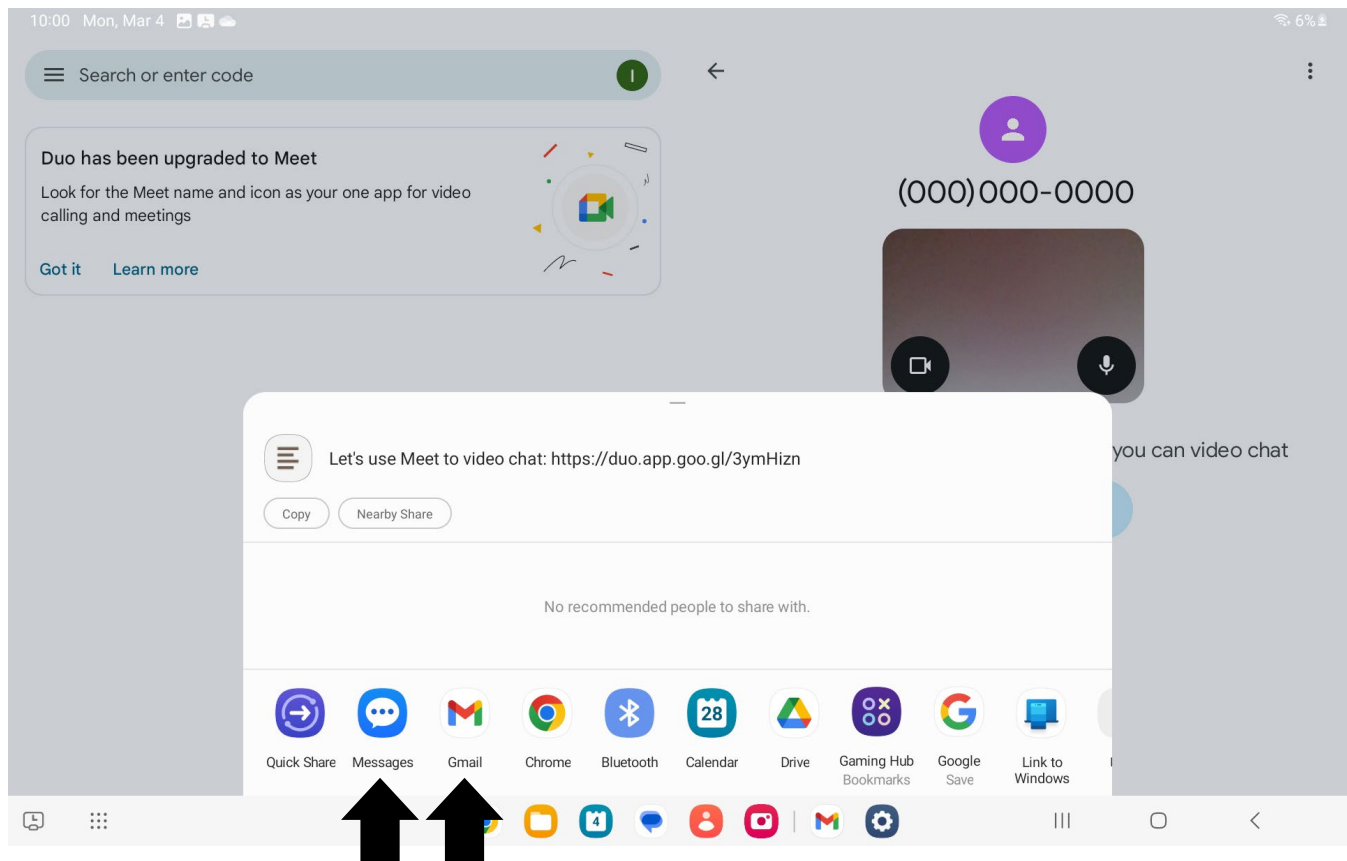 10:00 Mon, Mar 4
6%
Search or enter code
I
Duo has been upgraded to Meet
Look for the Meet name and icon as your one app for video
calling and meetings
Got it Learn more
(000)000-0000
you can video chat
Let's use Meet to video chat: https://duo.app.goo.gl/3ymHizn
Copy Nearby Share
No recommended people to share with.
28
Quick Share Messages Gmail Chrome Bluetooth Calendar Drive Gaming Hub Google Link to
Bookmarks Save Windows
4